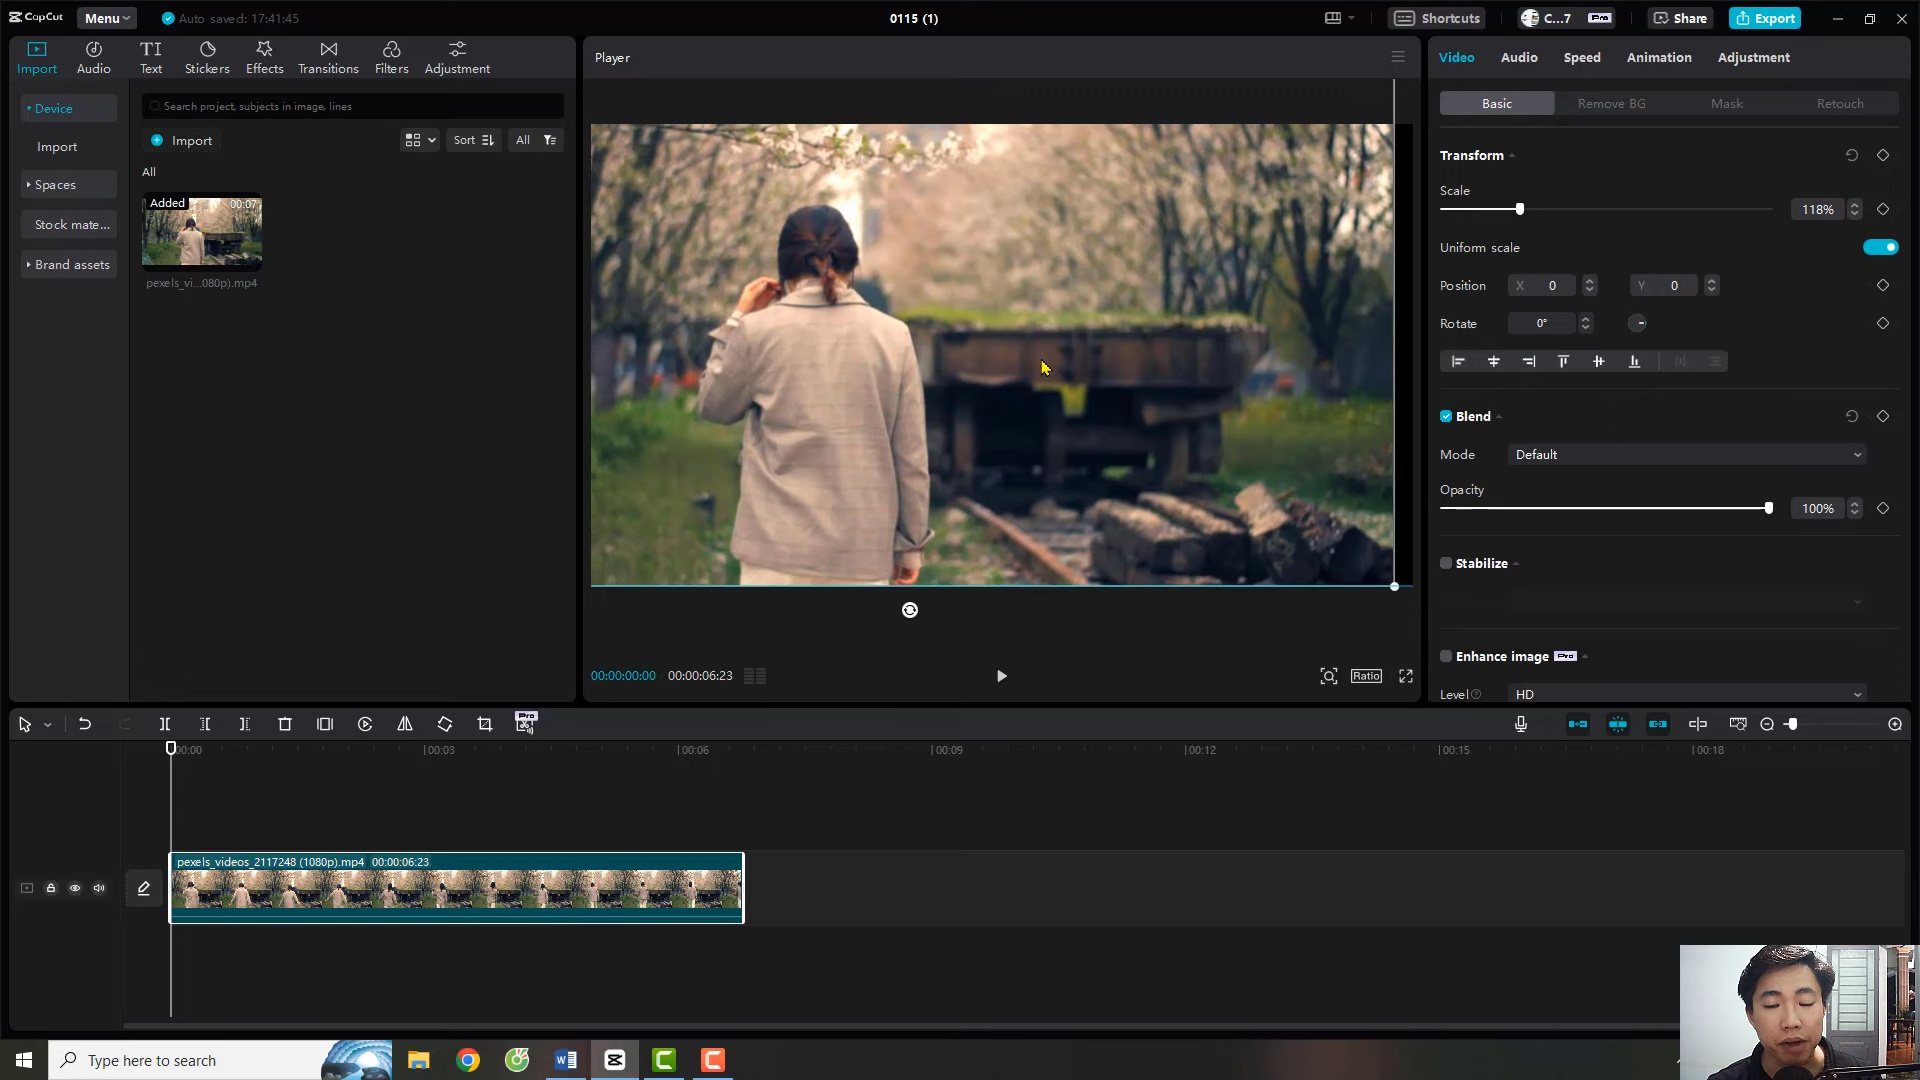 CapCut
Menu
Auto saved: 17:41:45
0115 (1)
Shortcuts
C...7
Pro
Share
Export
Import
Audio
TI
Text
Stickers
Effects
Transitions
Filters
Adjustment
Device
Import
Spaces
Stock mate...
Brand assets
Search project, subjects in image, lines
Import
Sort
All
All
Added
00:07
pexels_vi...080p).mp4
Player
00:00:00:00
00:00:06:23
Ratio
Video
Audio
Speed
Animation
Adjustment
Basic
Remove BG
Mask
Retouch
Transform
Scale
118%
Uniform scale
Position
X 0
Y 0
Rotate
0°
Blend
Mode
Default
Opacity
100%
Stabilize
Enhance image Pro
Level
HD
Pro
00:00
00:03
00:06
00:09
00:12
00:15
00:18
pexels_videos_2117248 (1080p).mp4 00:00:06:23
Type here to search